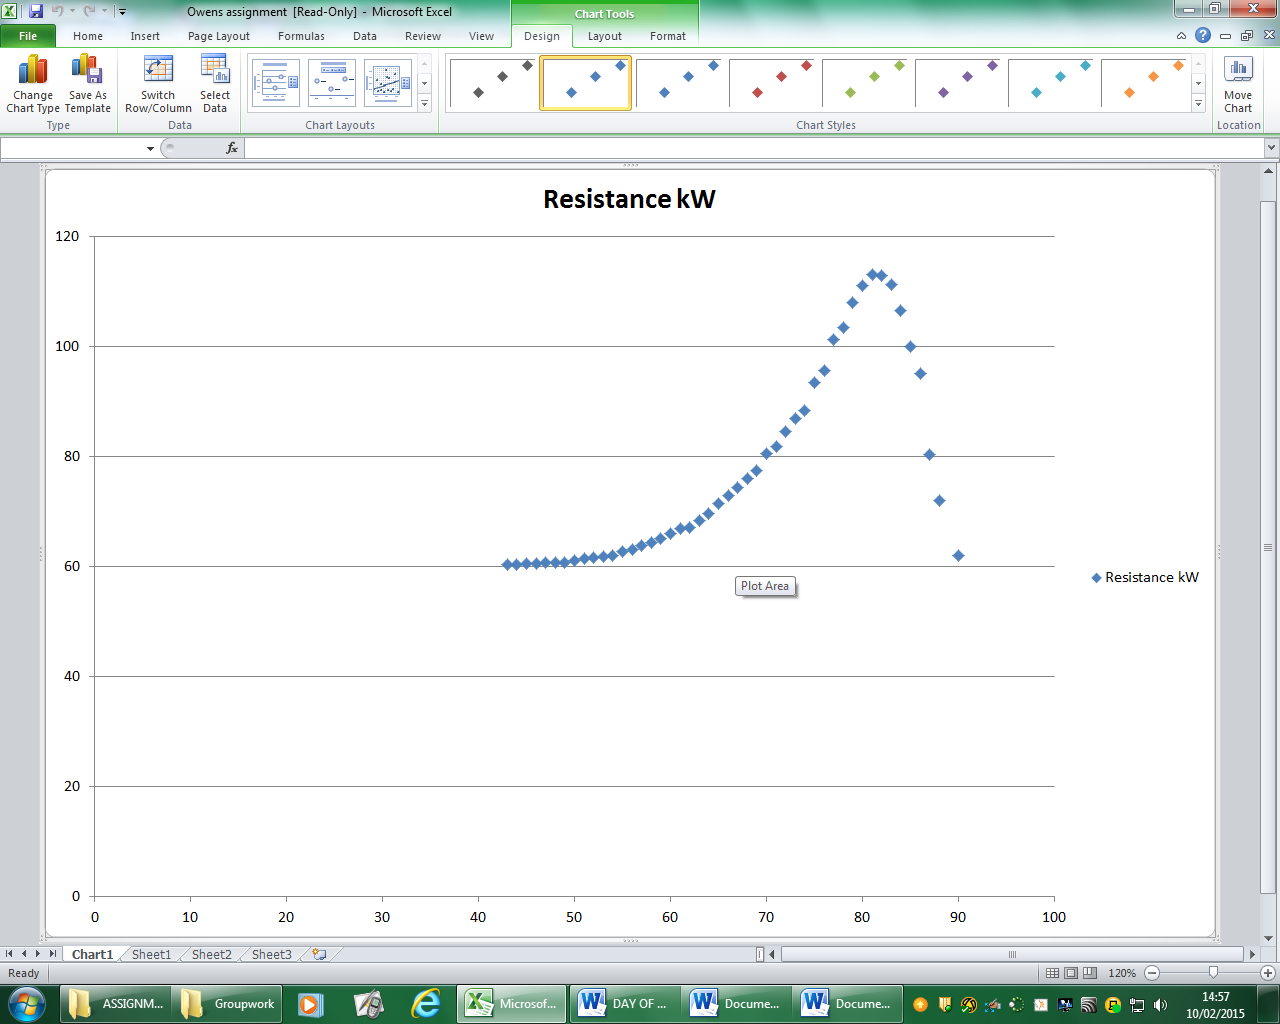 Owens assignment [Read-Only] - Microsoft Excel
Chart Tools
File Home Insert Page Layout Formulas Data Review View Design Layout Format
Change Chart Type
Save As Template
Switch Row/Column
Select Data
Move Chart
Type Data Chart Layouts Chart Styles Location
fx
Resistance kW
120
100
80
60
40
20
0
Plot Area
Resistance kW
0 10 20 30 40 50 60 70 80 90 100
Chart1 Sheet1 Sheet2 Sheet3
Ready 120%
ASSIGNM... Groupwork Microsof... DAY OF ... Docume... Docume...
14:57
10/02/2015